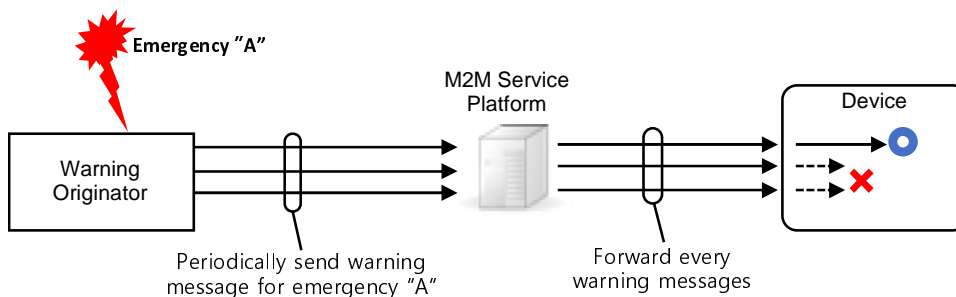 Emergency "A"
M2M Service
Platform
Device
Warning
Originator
Periodically send warning
message for emergency "A"
Forward every
warning messages